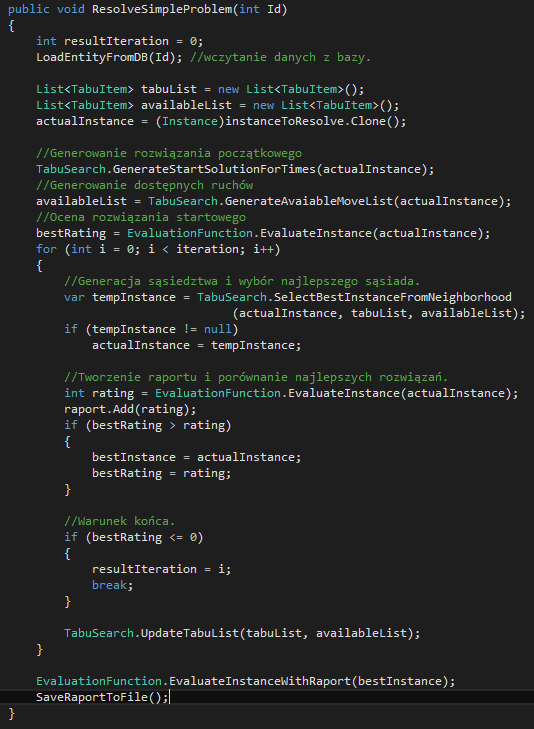 public void ResolveSimpleProblem(int Id)
{
    int resultIteration = 0;
    LoadEntityFromDB(Id); //wczytanie danych z bazy.

    List<TabuItem> tabuList = new List<TabuItem>();
    List<TabuItem> availableList = new List<TabuItem>();
    actualInstance = (Instance)instanceToResolve.Clone();

    //Generowanie rozwiązania początkowego
    TabuSearch.GenerateStartSolutionForTimes(actualInstance);
    //Generowanie dostępnych ruchów
    availableList = TabuSearch.GenerateAvaiableMoveList(actualInstance);
    //Ocena rozwiązania startowego
    bestRating = EvaluationFunction.EvaluateInstance(actualInstance);
    for (int i = 0; i < iteration; i++)
    {
        //Generacja sąsiedztwa i wybór najlepszego sąsiada.
        var tempInstance = TabuSearch.SelectBestInstanceFromNeighborhood
                                (actualInstance, tabuList, availableList);
        if (tempInstance != null)
            actualInstance = tempInstance;

        //Tworzenie raportu i porównanie najlepszych rozwiązań.
        int rating = EvaluationFunction.EvaluateInstance(actualInstance);
        raport.Add(rating);
        if (bestRating > rating)
        {
            bestInstance = actualInstance;
            bestRating = rating;
        }

        //Warunek końca.
        if (bestRating <= 0)
        {
            resultIteration = i;
            break;
        }

        TabuSearch.UpdateTabuList(tabuList, availableList);
    }

    EvaluationFunction.EvaluateInstanceWithRaport(bestInstance);
    SaveRaportToFile();
}